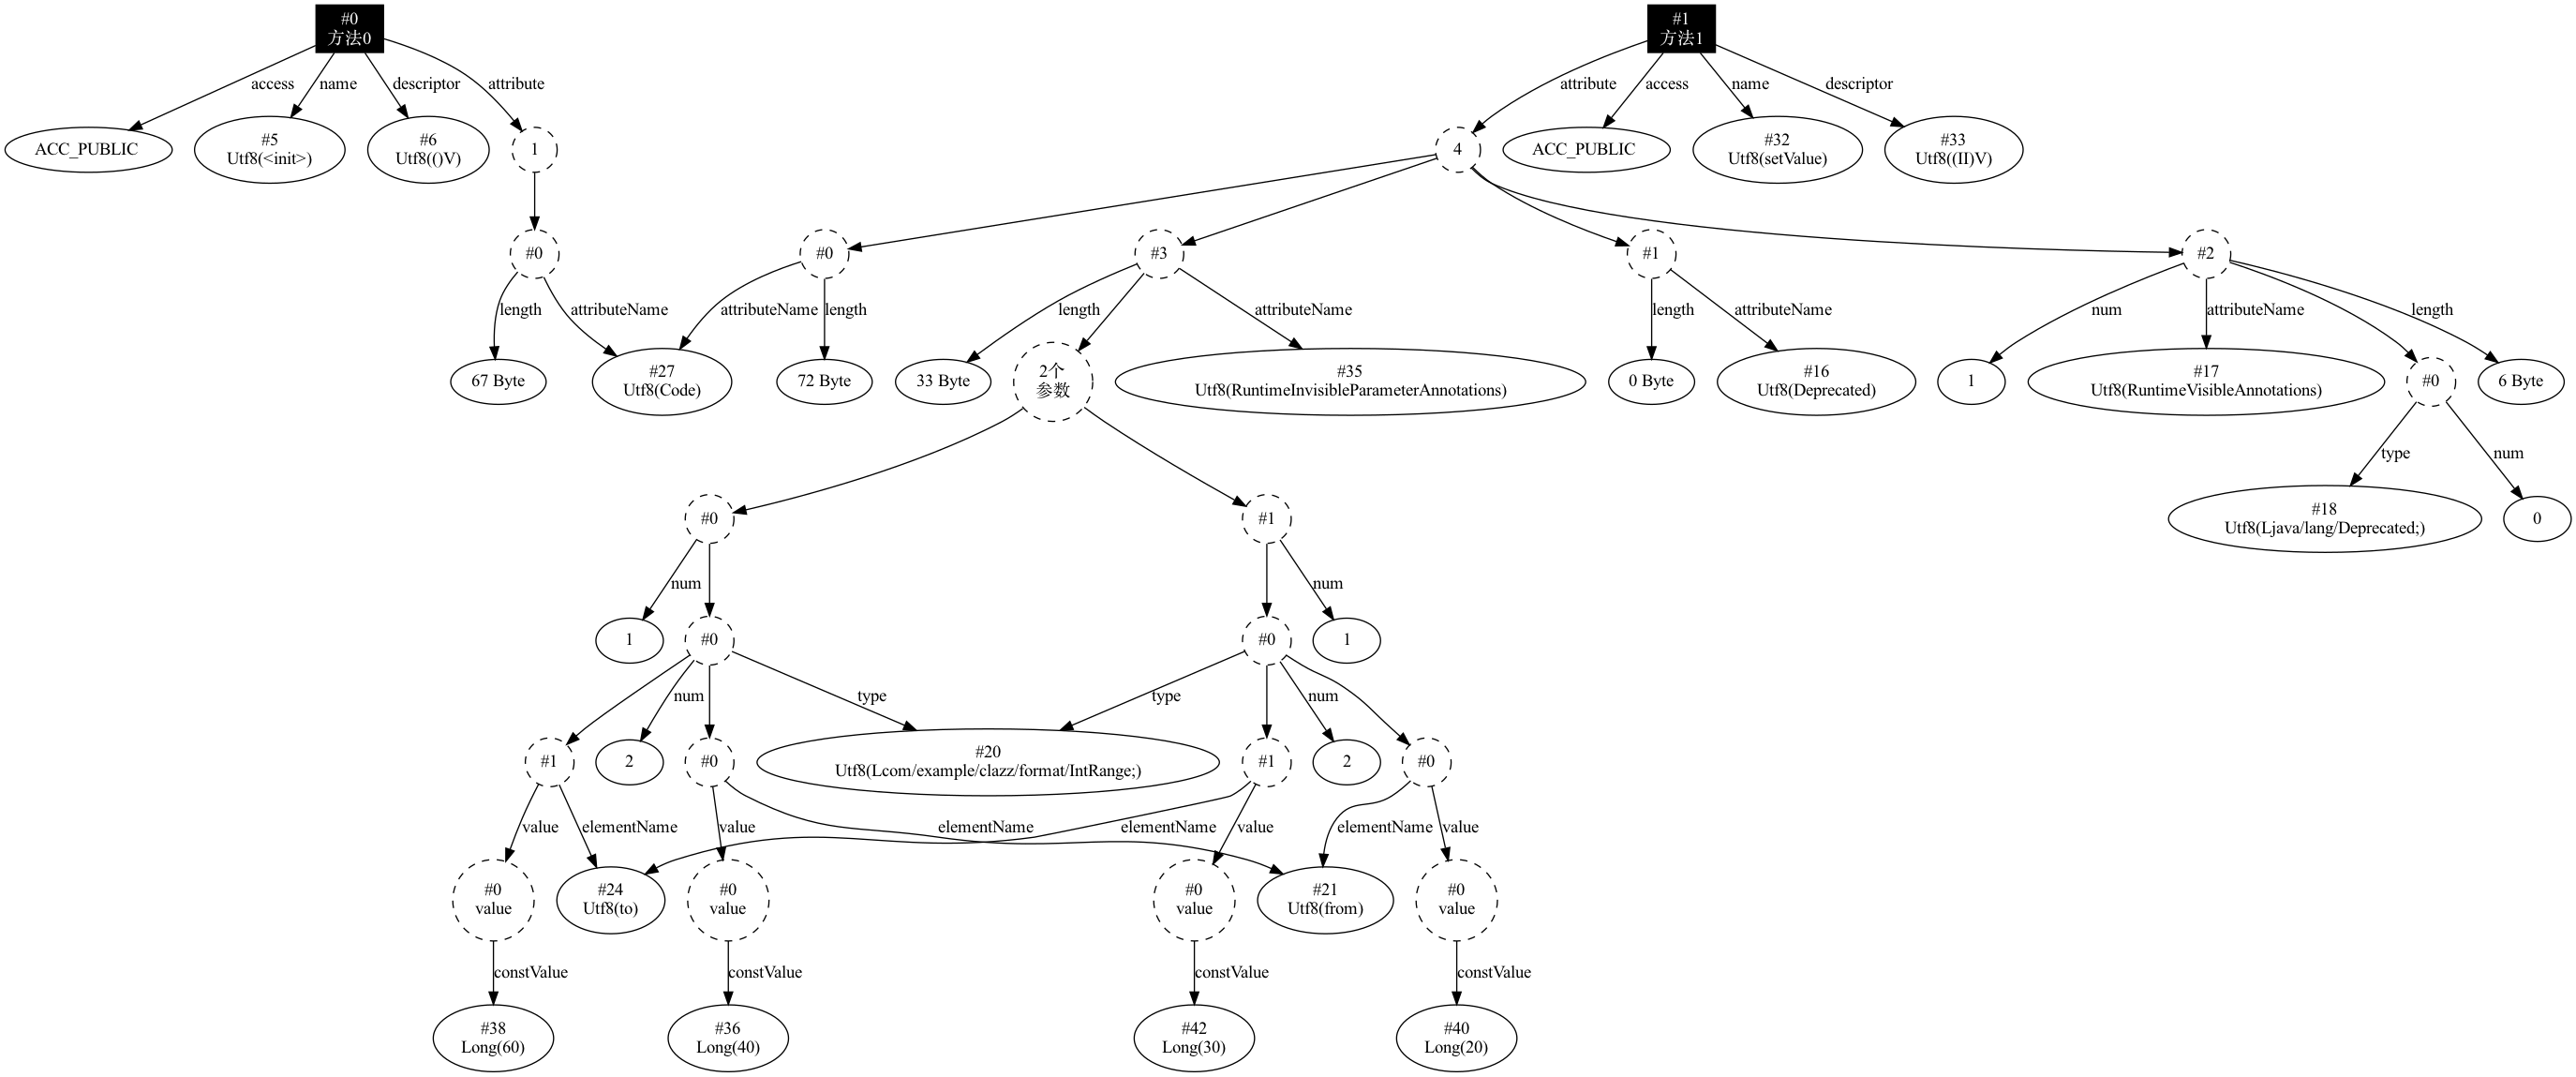 #0
方法0
#1
方法1
access
name
descriptor
attribute
attribute
access
name
descriptor
ACC_PUBLIC
#5
Utf8(<init>)
#6
Utf8(()V)
1
4
ACC_PUBLIC
#32
Utf8(setValue)
#33
Utf8((II)V)
#0
#0
#3
#1
#2
length
attributeName
attributeName
length
length
attributeName
length
attributeName
num
attributeName
length
67 Byte
#27
Utf8(Code)
72 Byte
33 Byte
2个
参数
#35
Utf8(RuntimeInvisibleParameterAnnotations)
0 Byte
#16
Utf8(Deprecated)
1
#17
Utf8(RuntimeVisibleAnnotations)
#0
6 Byte
type
num
#0
#1
#18
Utf8(Ljava/lang/Deprecated;)
0
num
num
1
#0
#0
1
num
type
type
num
#1
2
#0
#20
Utf8(Lcom/example/clazz/format/IntRange;)
#1
2
#0
value
elementName
value
elementName
elementName
value
elementName
value
#0
value
#24
Utf8(to)
#0
value
#0
value
#21
Utf8(from)
#0
value
constValue
constValue
constValue
constValue
#38
Long(60)
#36
Long(40)
#42
Long(30)
#40
Long(20)